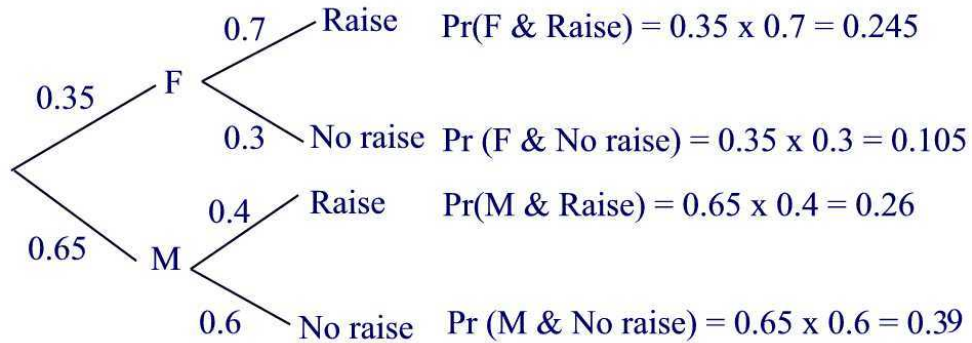 0.7 Raise Pr(F & Raise) = 0.35 x 0.7 = 0.245
F
0.35
0.3 No raise Pr (F & No raise) = 0.35 x 0.3 = 0.105
0.4 Raise Pr(M & Raise) = 0.65 x 0.4 = 0.26
0.65 M
0.6 No raise Pr (M & No raise) = 0.65 x 0.6 = 0.39